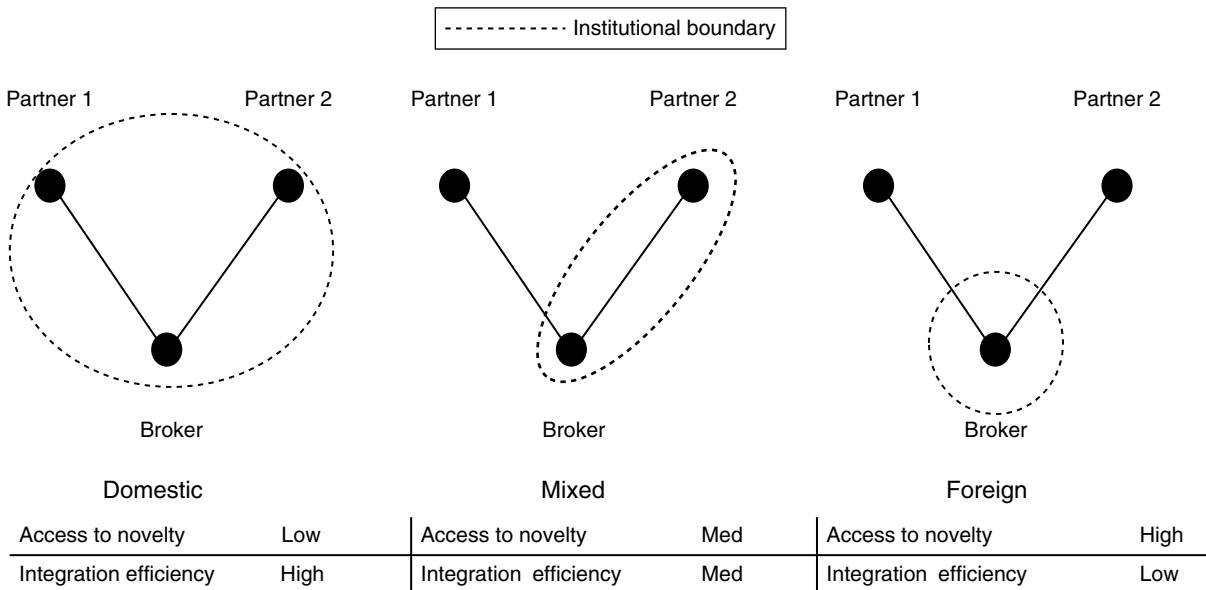 Institutional boundary
Partner 1 Partner 2 Partner 1 Partner 2 Partner 1 Partner 2
Broker Broker Broker
Domestic Mixed Foreign
Access to novelty Low Access to novelty Med Access to novelty High
Integration efficiency High Integration efficiency Med Integration efficiency Low